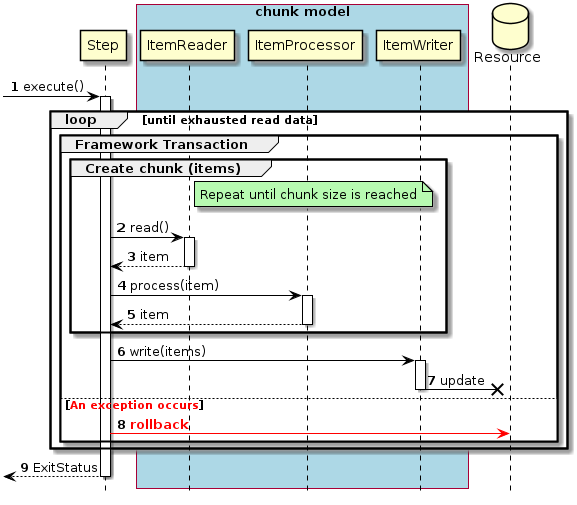 chunk model
Step
ItemReader
ItemProcessor
ItemWriter
Resource
1 execute()
loop [until exhausted read data]
Framework Transaction
Create chunk (items)
Repeat until chunk size is reached
2 read()
3 item
4 process(item)
5 item
6 write(items)
7 update
[An exception occurs]
8 rollback
9 ExitStatus